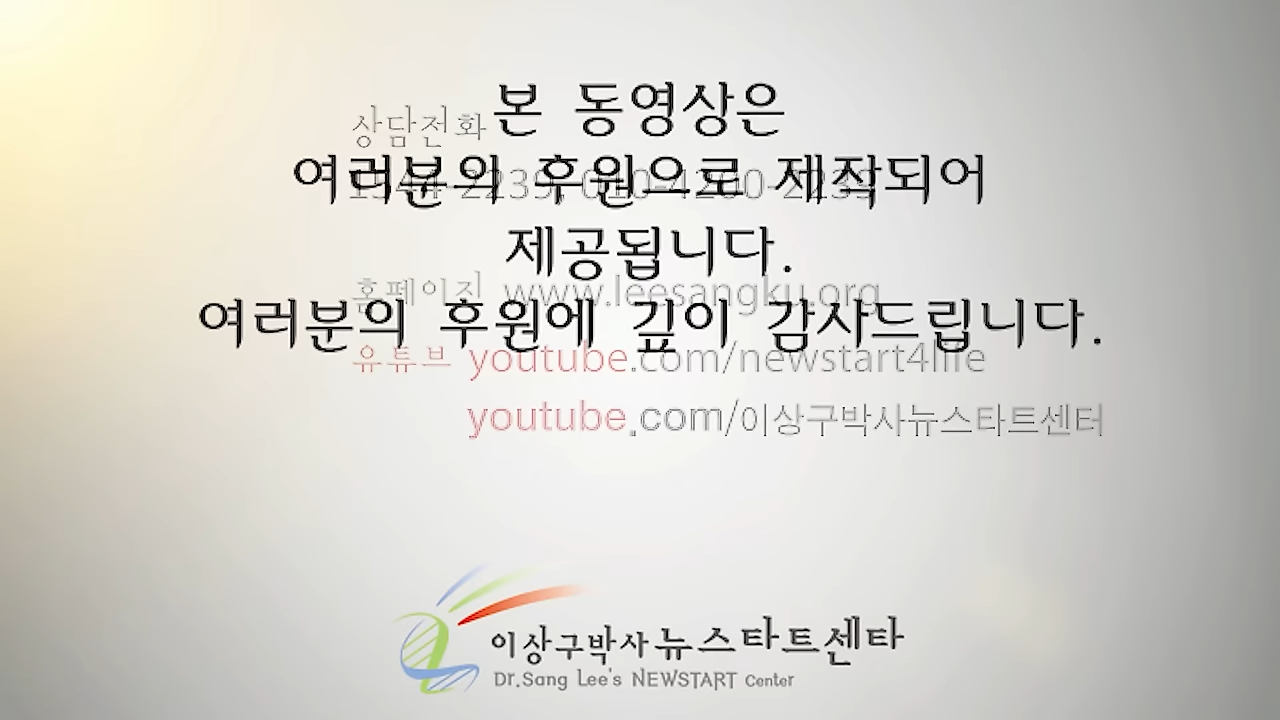 본 동영상은
상담전화
여러분의 후원으로 제작되어
제공됩니다.
홈페이지 www.leesangku.org
여러분의 후원에 깊이 감사드립니다.
유튜브 youtube.com/newstart4life
youtube.com/이상구박사뉴스타트센터
이상구박사 뉴스타트센타
Dr.Sang Lee's NEWSTART Center